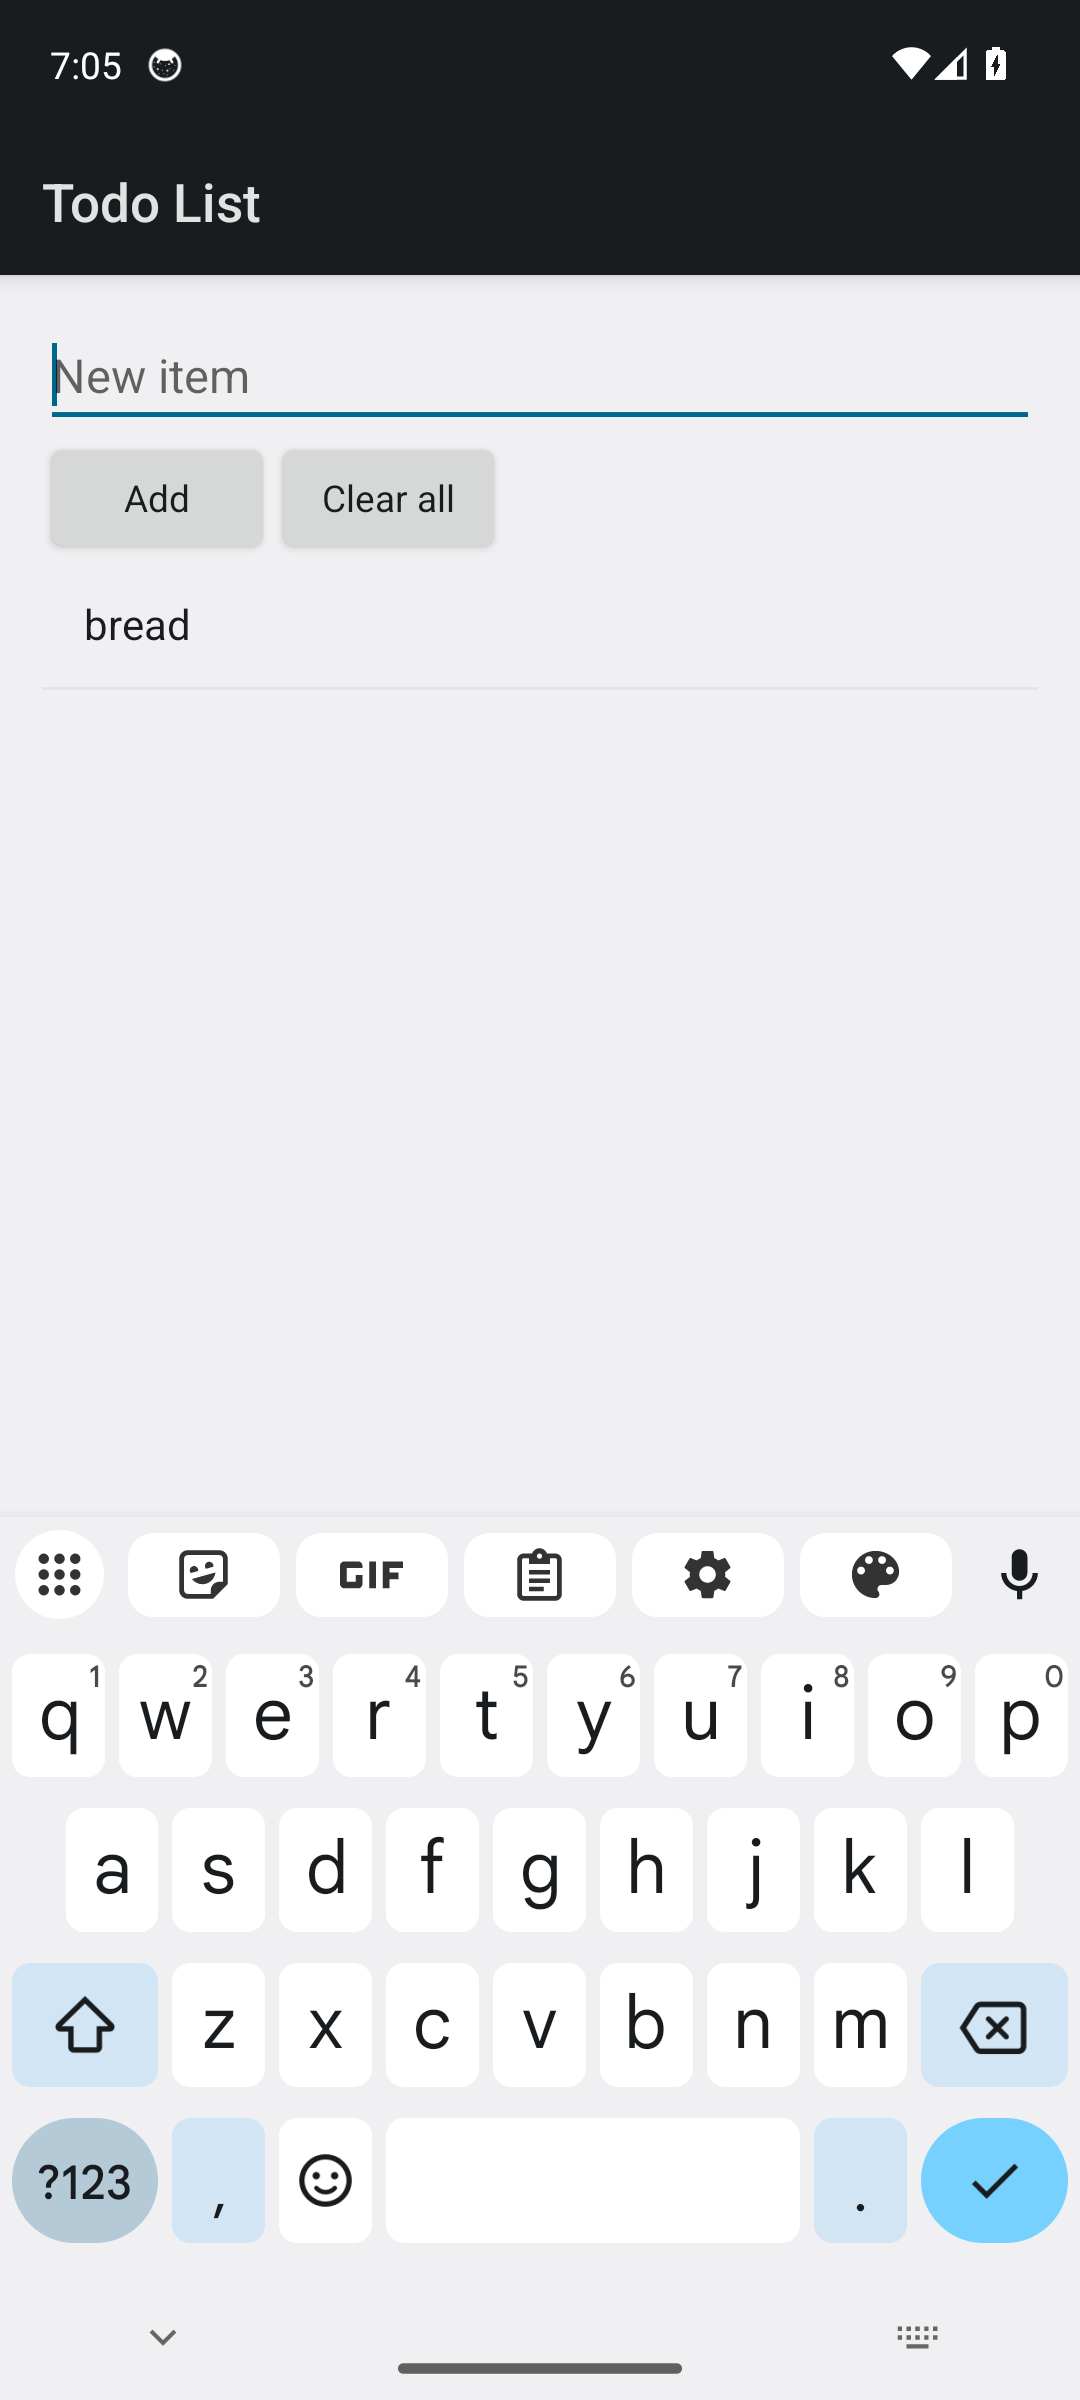 7:05
Todo List
New item
Add Clear all
bread
GIF
q1 w2 e3 r4 t5 y6 u7 i8 o9 p0
a s d f g h j k l
z x c v b n m
?123 , .